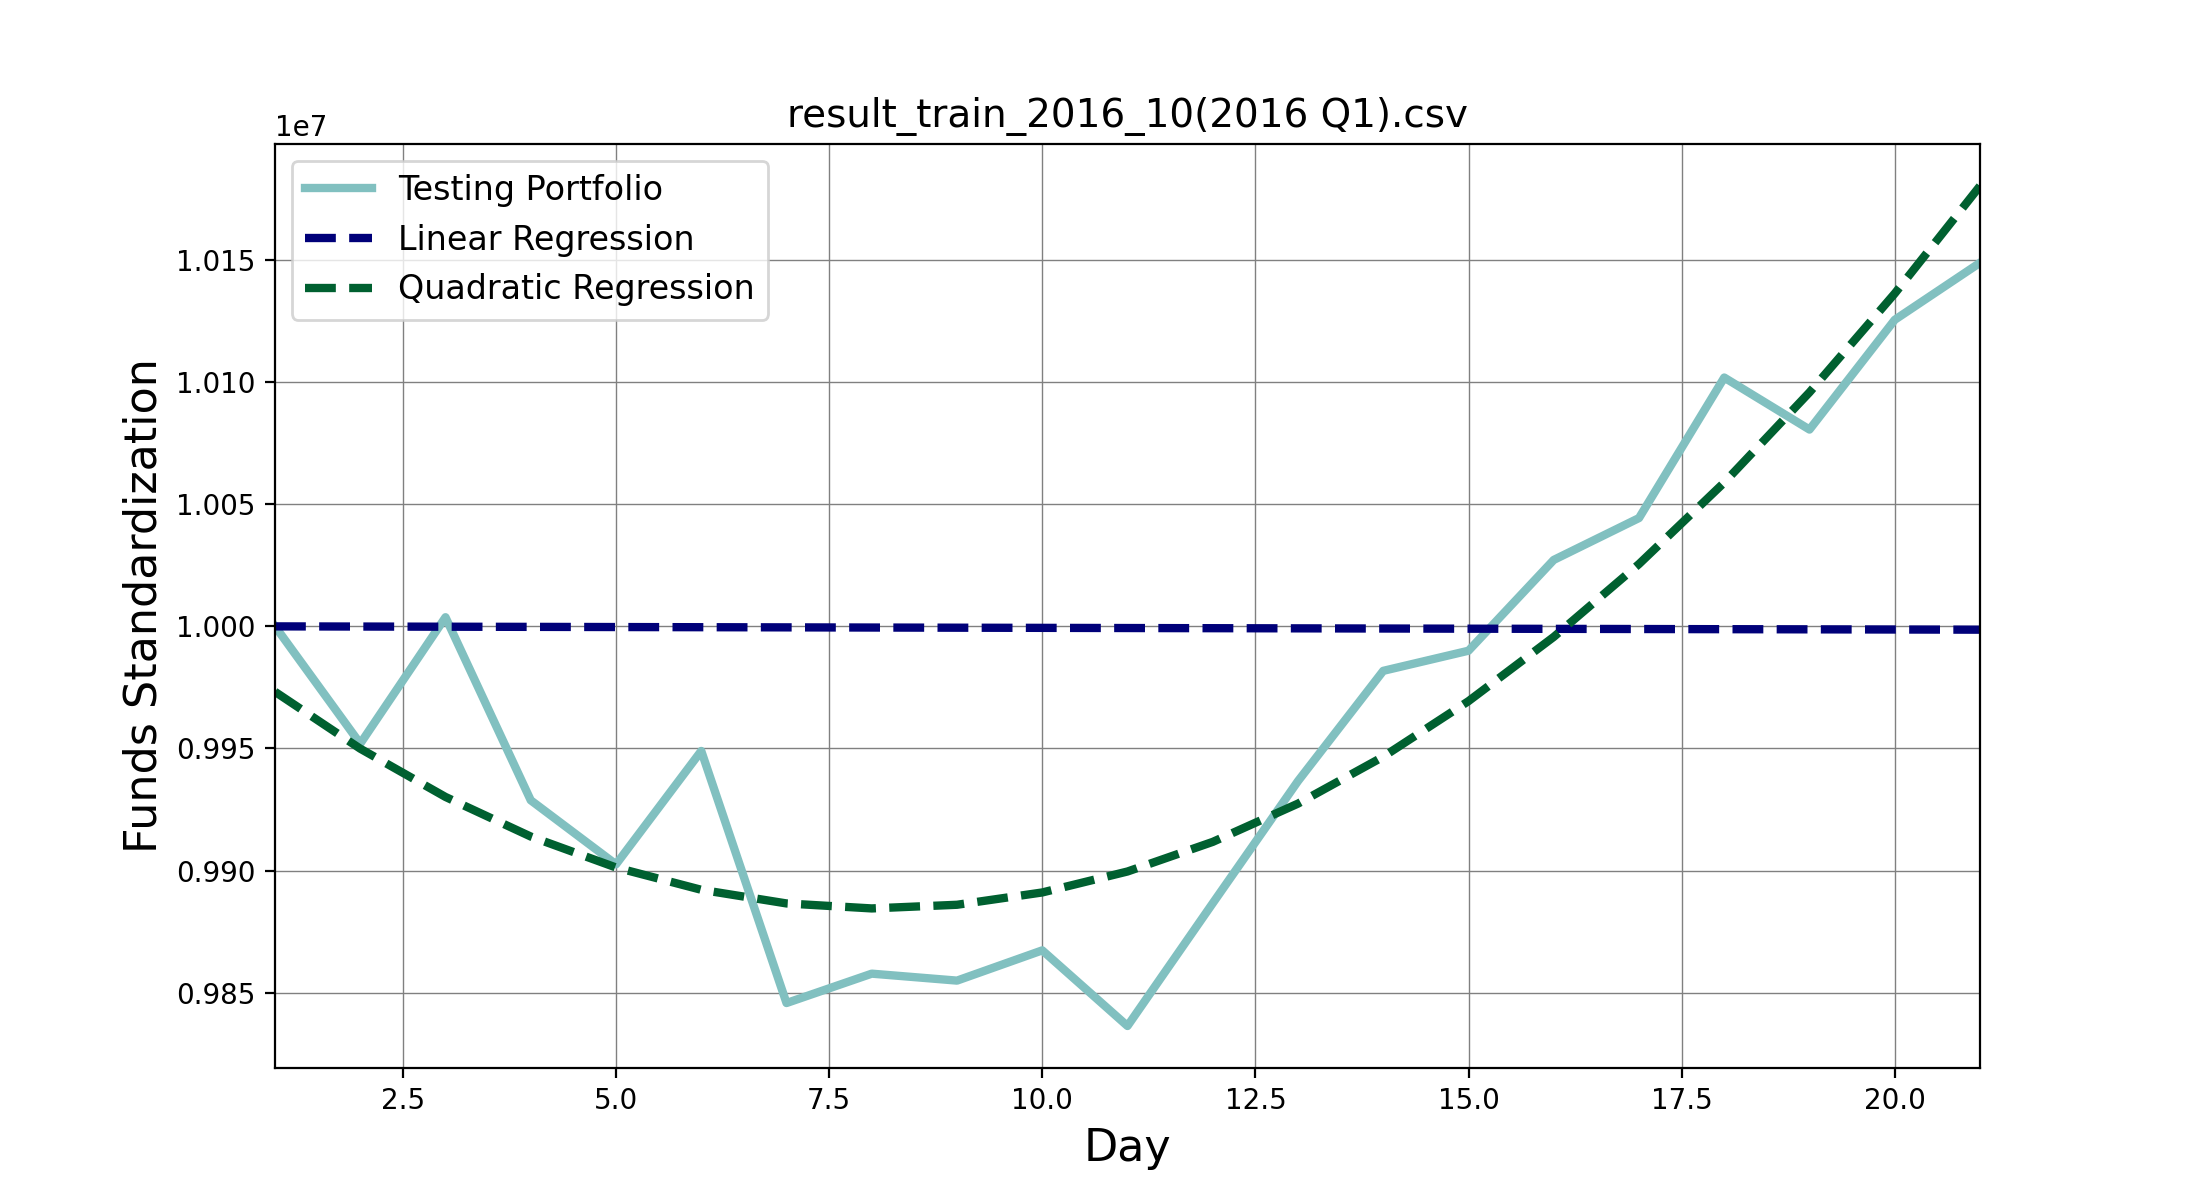 result_train_2016_10(2016 Q1).csv
1e7
Testing Portfolio
Linear Regression
Quadratic Regression
1.015
1.010
1.005
1.000
0.995
0.990
0.985
Funds Standardization
2.5 5.0 7.5 10.0 12.5 15.0 17.5 20.0
Day